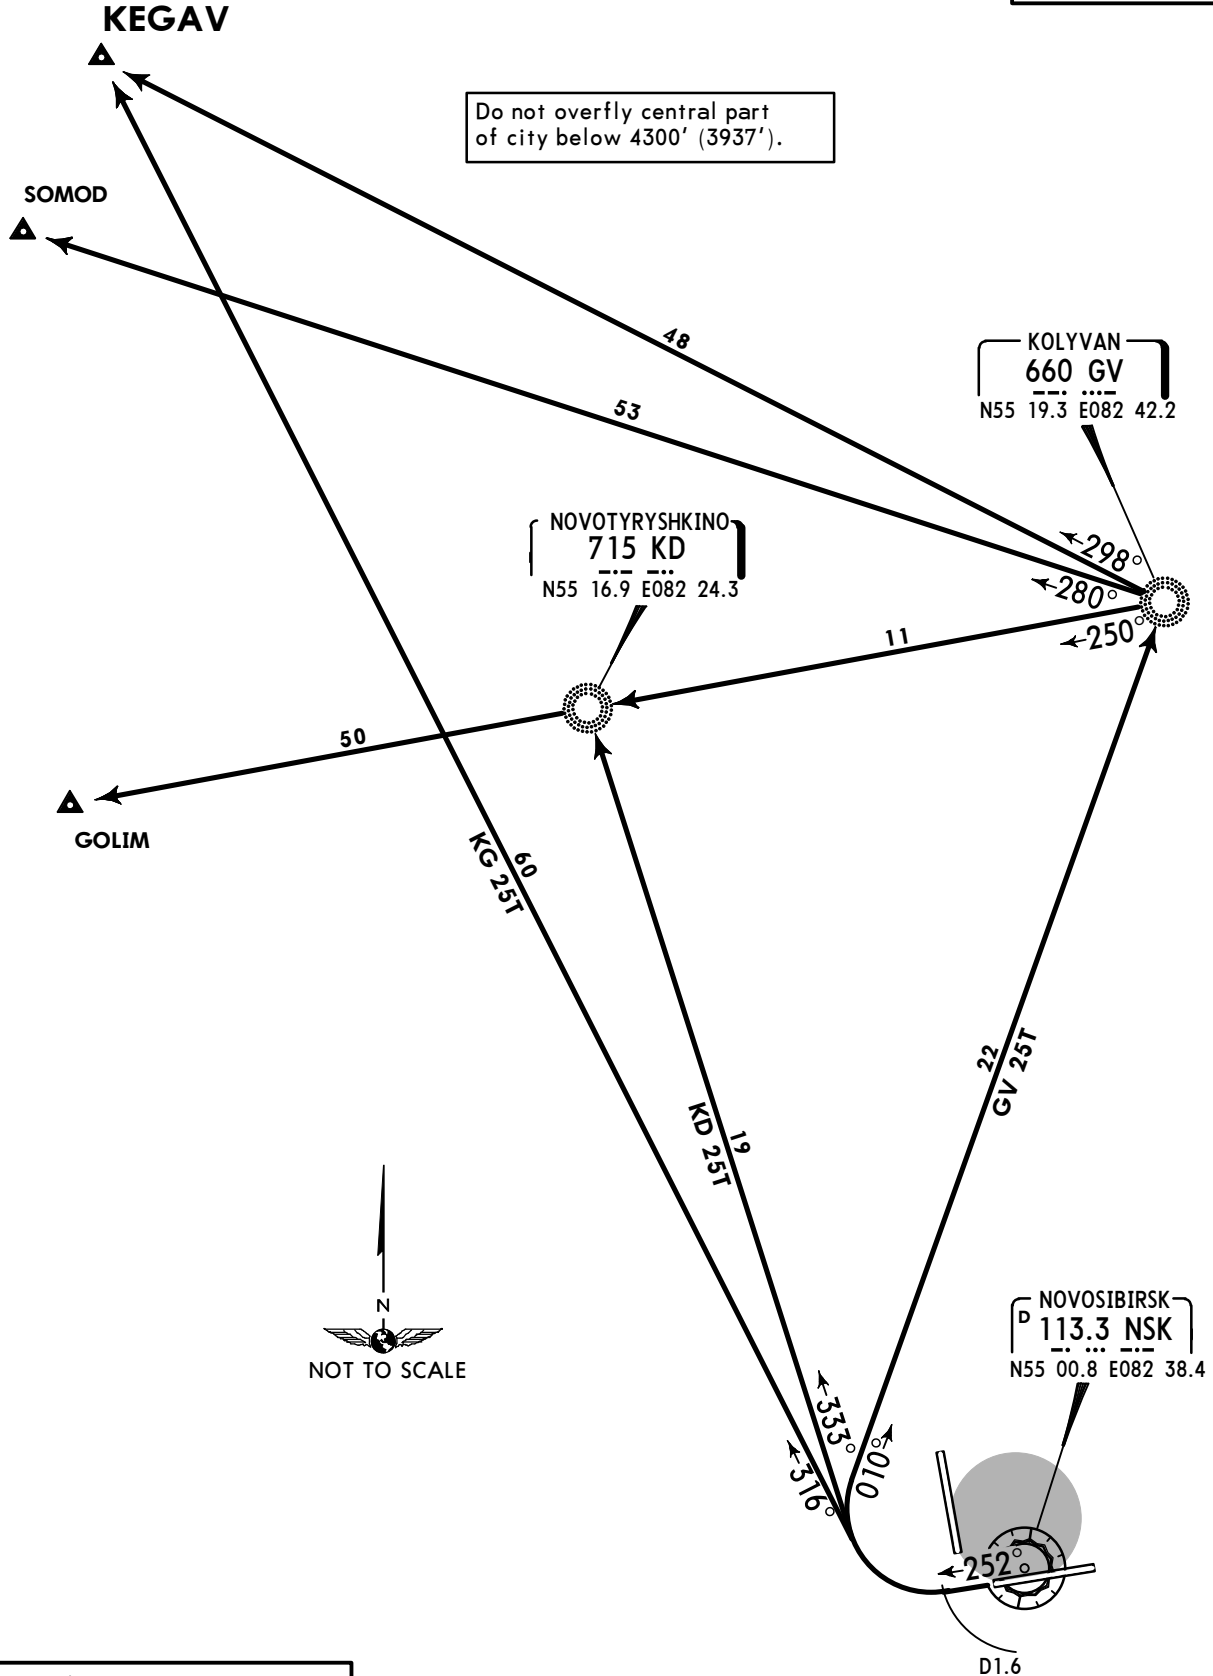 KEGAV
Do not overfly central part
of city below 4300' (3937').
SOMOD
48
KOLYVAN
660 GV
N55 19.3 E082 42.2
53
NOVOTYRYSHKINO
715 KD
N55 16.9 E082 24.3
298°
280°
250°
11
50
GOLIM
60
KG 25T
22
GV 25T
19
KD 25T
N
NOT TO SCALE
NOVOSIBIRSK
D 113.3 NSK
N55 00.8 E082 38.4
333°
010°
316°
252°
D1.6